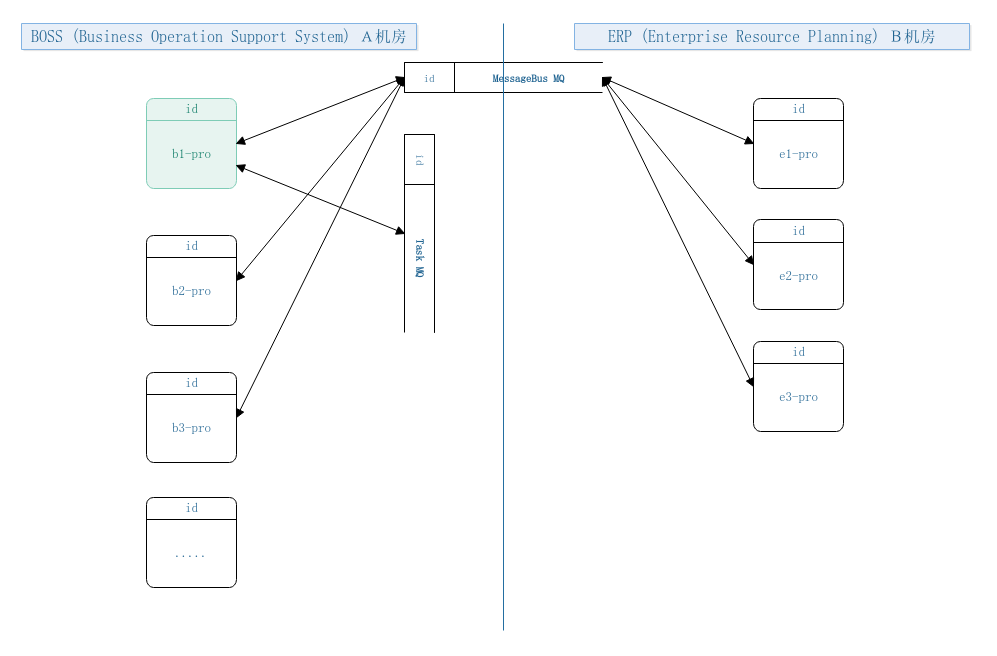 BOSS (Business Operation Support System) A机房
ERP (Enterprise Resource Planning) B机房
id
MessageBus MQ
id
b1-pro
id
Task MQ
id
b2-pro
id
b3-pro
id
.....
id
e1-pro
id
e2-pro
id
e3-pro